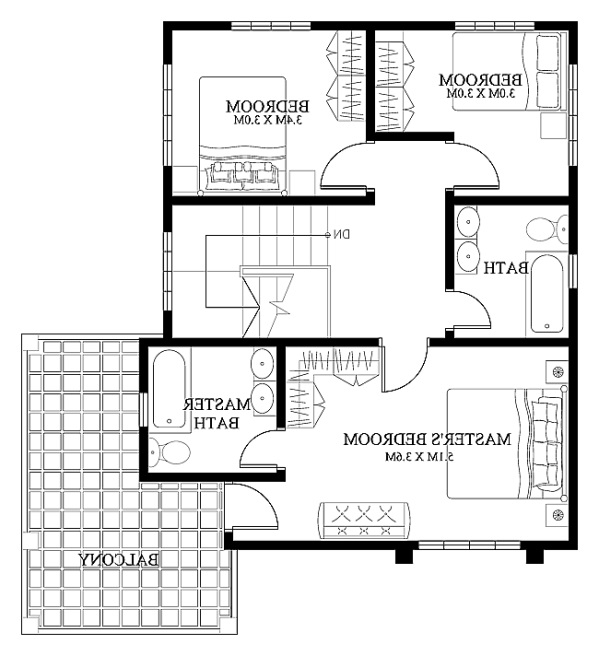 BEDROOM
3.4M X 3.0M
BEDROOM
3.0M X 3.0M
DN
BATH
MASTER
BATH
MASTER'S BEDROOM
5.1M X 3.6M
BALCONY